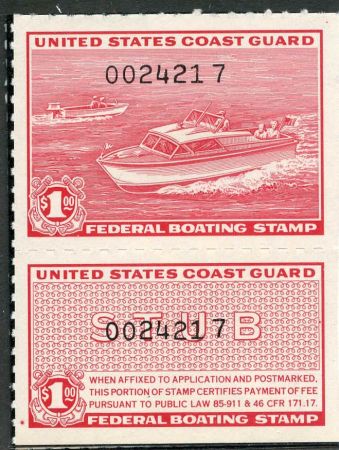 UNITED STATES COAST GUARD
0024217
$1.00
FEDERAL BOATING STAMP
UNITED STATES COAST GUARD
STUB
0024217
$1.00
WHEN AFFIXED TO APPLICATION AND POSTMARKED,
THIS PORTION OF STAMP CERTIFIES PAYMENT OF FEE
PURSUANT TO PUBLIC LAW 85-911 & 46 CFR 171.17.
FEDERAL BOATING STAMP